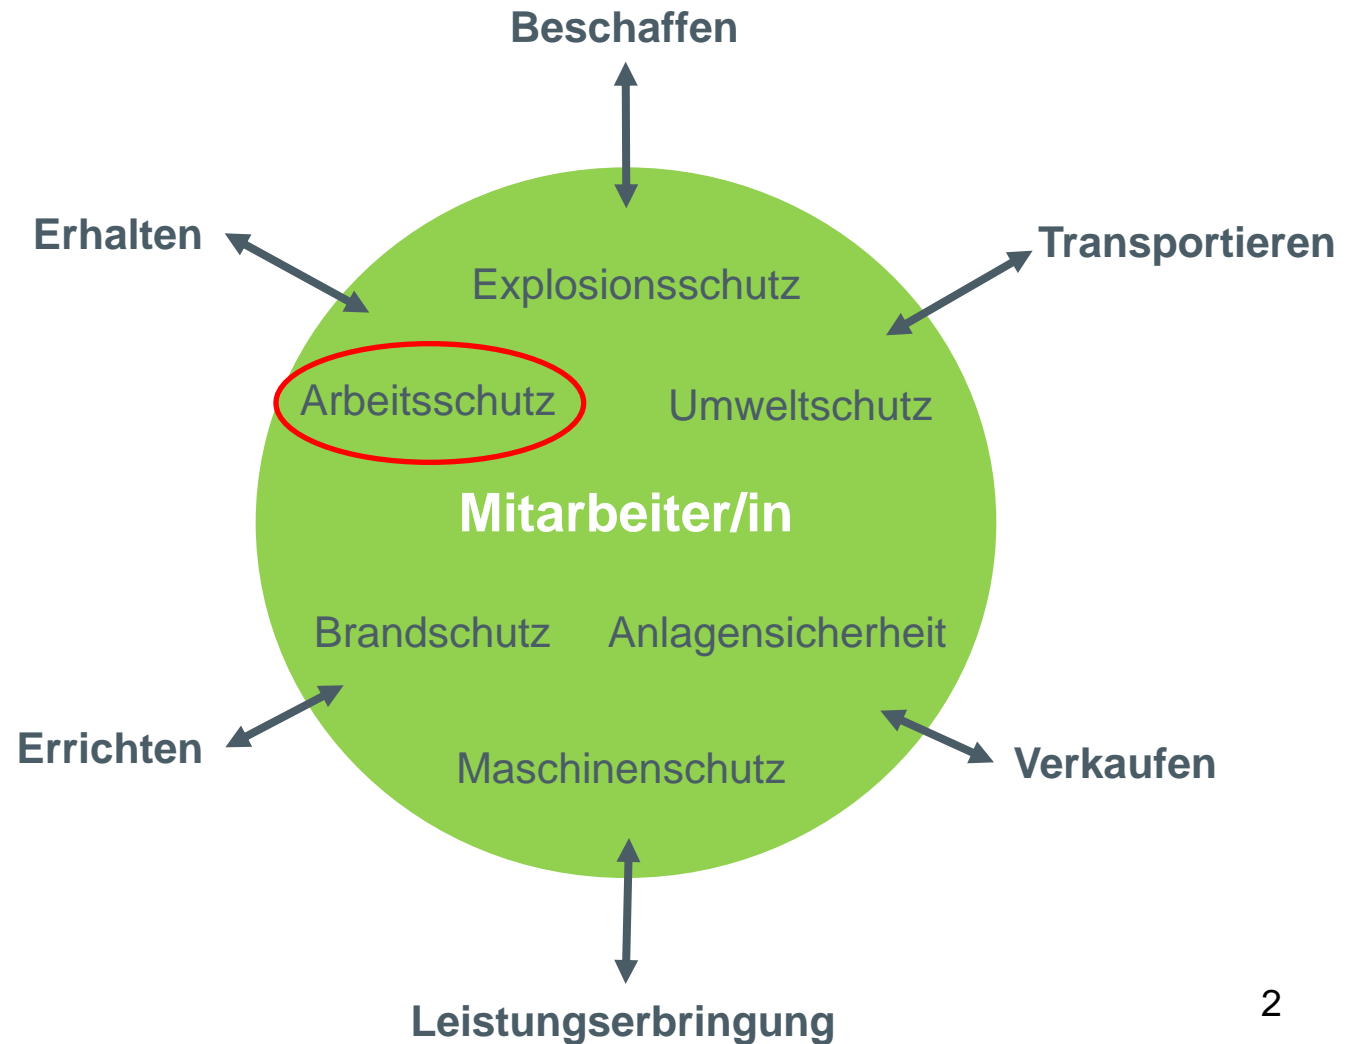 Beschaffen
Erhalten
Transportieren
Explosionsschutz
Arbeitsschutz
Umweltschutz
Mitarbeiter/in
Brandschutz
Anlagensicherheit
Errichten
Maschinenschutz
Verkaufen
Leistungserbringung
2